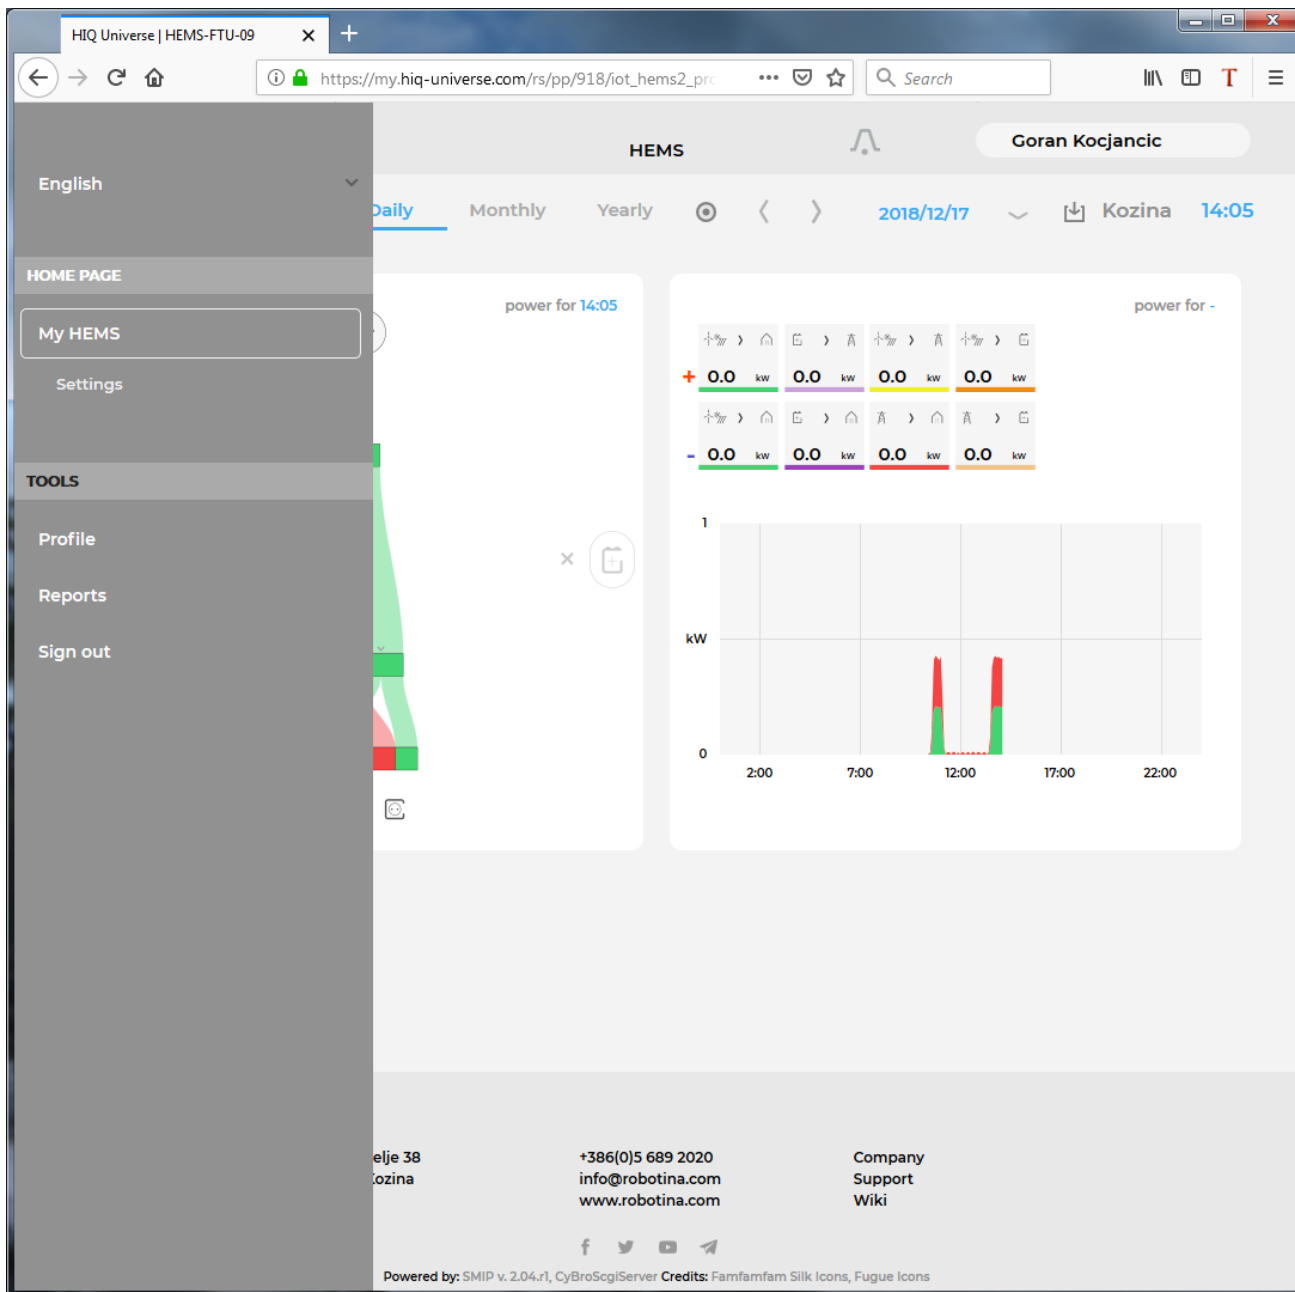 HIQ Universe | HEMS-FTU-09
https://my.hiq-universe.com/rs/pp/918/iot_hems2_pro
Search
HEMS
Goran Kocjancic
English
Daily Monthly Yearly 2018/12/17 Kozina 14:05
HOME PAGE
My HEMS
Settings
TOOLS
Profile
Reports
Sign out
power for 14:05
power for -
+ 0.0 kW 0.0 kW 0.0 kW 0.0 kW
- 0.0 kW 0.0 kW 0.0 kW 0.0 kW
1
kW
0
2:00 7:00 12:00 17:00 22:00
elje 38
Kozina
+386(0)5 689 2020
info@robotina.com
www.robotina.com
Company
Support
Wiki
Powered by: SMIP v. 2.04.r1, CyBroScgiServer Credits: Famfamfam Silk Icons, Fugue Icons